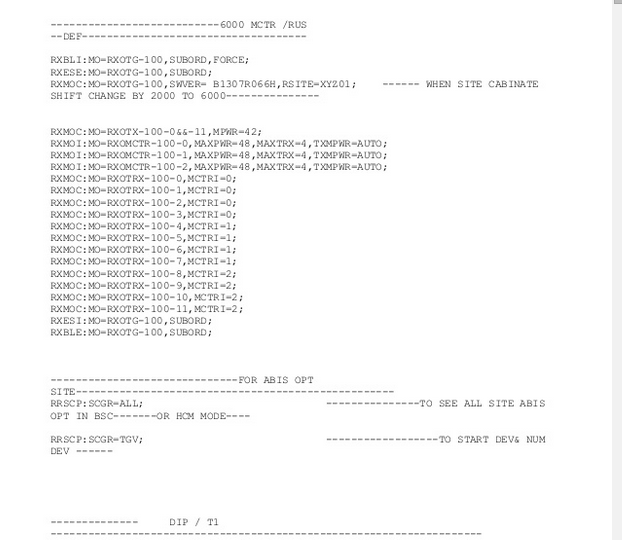 ---------------------------6000 MCTR /RUS
--DEF------------------------------------
RXBLI:MO=RXOTG-100,SUBORD,FORCE;
RXESE:MO=RXOTG-100,SUBORD;
RXMOC:MO=RXOTG-100,SWVER= B1307R066H,RSITE=XYZ01;    ------ WHEN SITE CABINATE
SHIFT CHANGE BY 2000 TO 6000---------------
RXMOC:MO=RXOTX-100-0&&-11,MPWR=42;
RXMOI:MO=RXOMCTR-100-0,MAXPWR=48,MAXTRX=4,TXMPWR=AUTO;
RXMOI:MO=RXOMCTR-100-1,MAXPWR=48,MAXTRX=4,TXMPWR=AUTO;
RXMOI:MO=RXOMCTR-100-2,MAXPWR=48,MAXTRX=4,TXMPWR=AUTO;
RXMOC:MO=RXOTRX-100-0,MCTRI=0;
RXMOC:MO=RXOTRX-100-1,MCTRI=0;
RXMOC:MO=RXOTRX-100-2,MCTRI=0;
RXMOC:MO=RXOTRX-100-3,MCTRI=0;
RXMOC:MO=RXOTRX-100-4,MCTRI=1;
RXMOC:MO=RXOTRX-100-5,MCTRI=1;
RXMOC:MO=RXOTRX-100-6,MCTRI=1;
RXMOC:MO=RXOTRX-100-7,MCTRI=1;
RXMOC:MO=RXOTRX-100-8,MCTRI=2;
RXMOC:MO=RXOTRX-100-9,MCTRI=2;
RXMOC:MO=RXOTRX-100-10,MCTRI=2;
RXMOC:MO=RXOTRX-100-11,MCTRI=2;
RXESI:MO=RXOTG-100,SUBORD;
RXBLE:MO=RXOTG-100,SUBORD;
------------------------------FOR ABIS OPT
SITE---------------------------------------------------
RRSCP:SCGR=ALL;                             ---------------TO SEE ALL SITE ABIS
OPT IN BSC-------OR HCM MODE----
RRSCP:SCGR=TGV;                             ------------------TO START DEV& NUM
DEV ------
--------------     DIP / T1
---------------------------------------------------------------------